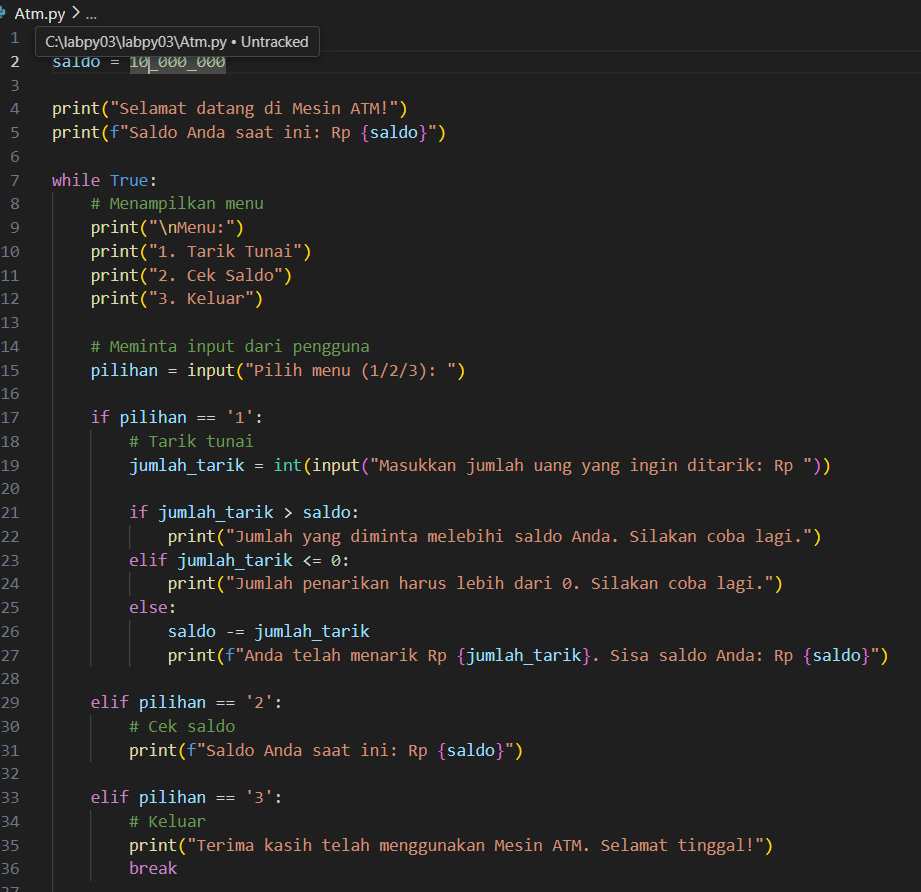 Atm.py > ...
C:\labpy03\labpy03\Atm.py • Untracked
1
2 saldo = 10_000_000
3
4 print("Selamat datang di Mesin ATM!")
5 print(f"Saldo Anda saat ini: Rp {saldo}")
6
7 while True:
8     # Menampilkan menu
9     print("\nMenu:")
10     print("1. Tarik Tunai")
11     print("2. Cek Saldo")
12     print("3. Keluar")
13
14     # Meminta input dari pengguna
15     pilihan = input("Pilih menu (1/2/3): ")
16
17     if pilihan == '1':
18         # Tarik tunai
19         jumlah_tarik = int(input("Masukkan jumlah uang yang ingin ditarik: Rp "))
20
21         if jumlah_tarik > saldo:
22             print("Jumlah yang diminta melebihi saldo Anda. Silakan coba lagi.")
23         elif jumlah_tarik <= 0:
24             print("Jumlah penarikan harus lebih dari 0. Silakan coba lagi.")
25         else:
26             saldo -= jumlah_tarik
27             print(f"Anda telah menarik Rp {jumlah_tarik}. Sisa saldo Anda: Rp {saldo}")
28
29     elif pilihan == '2':
30         # Cek saldo
31         print(f"Saldo Anda saat ini: Rp {saldo}")
32
33     elif pilihan == '3':
34         # Keluar
35         print("Terima kasih telah menggunakan Mesin ATM. Selamat tinggal!")
36         break
37